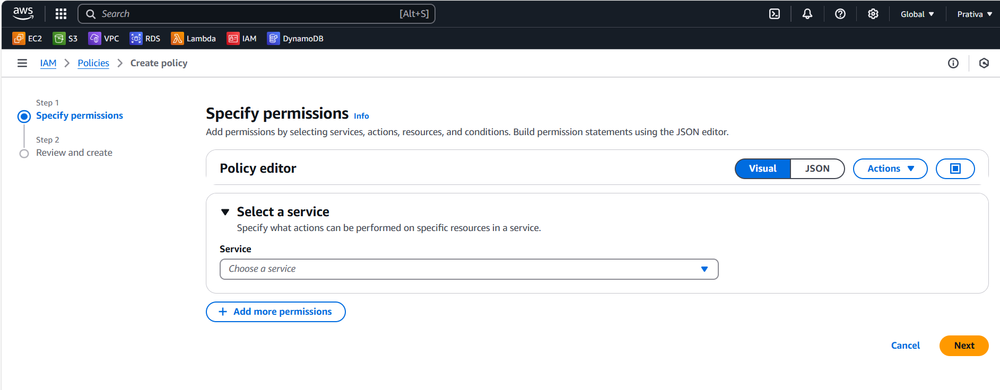 aws
Search [Alt+S]
Global Prativa
EC2 S3 VPC RDS Lambda IAM DynamoDB
IAM Policies Create policy
Step 1
Specify permissions
Step 2
Review and create
Specify permissions Info
Add permissions by selecting services, actions, resources, and conditions. Build permission statements using the JSON editor.
Policy editor Visual JSON Actions
Select a service
Specify what actions can be performed on specific resources in a service.
Service
Choose a service
+ Add more permissions
Cancel Next